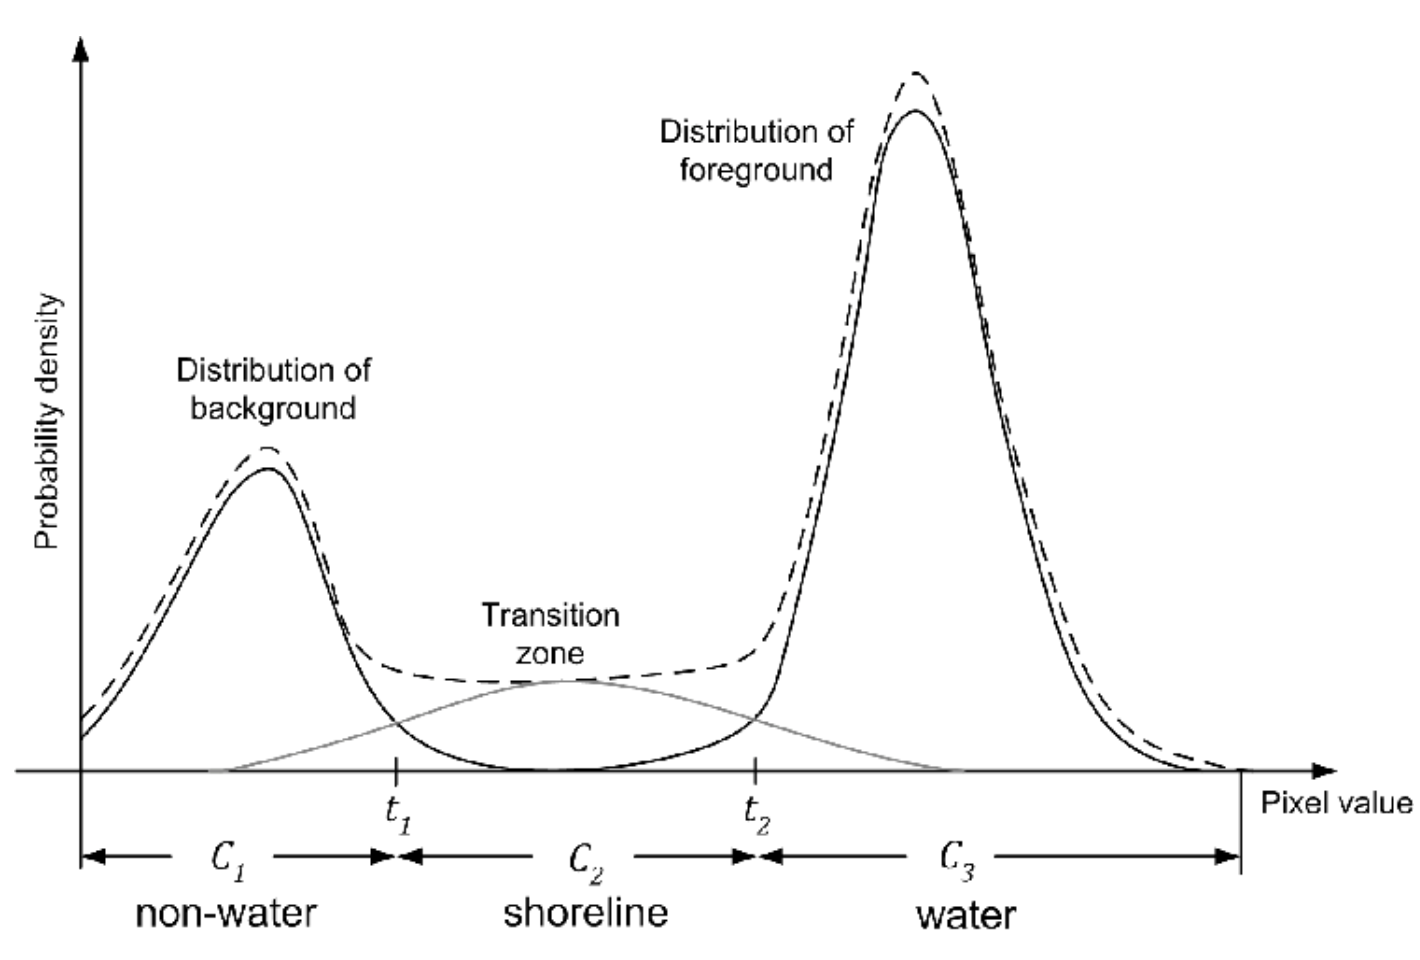 Distribution of
foreground
Distribution of
background
Probability density
Transition
zone
t1
t2
Pixel value
C1
C2
C3
non-water
shoreline
water